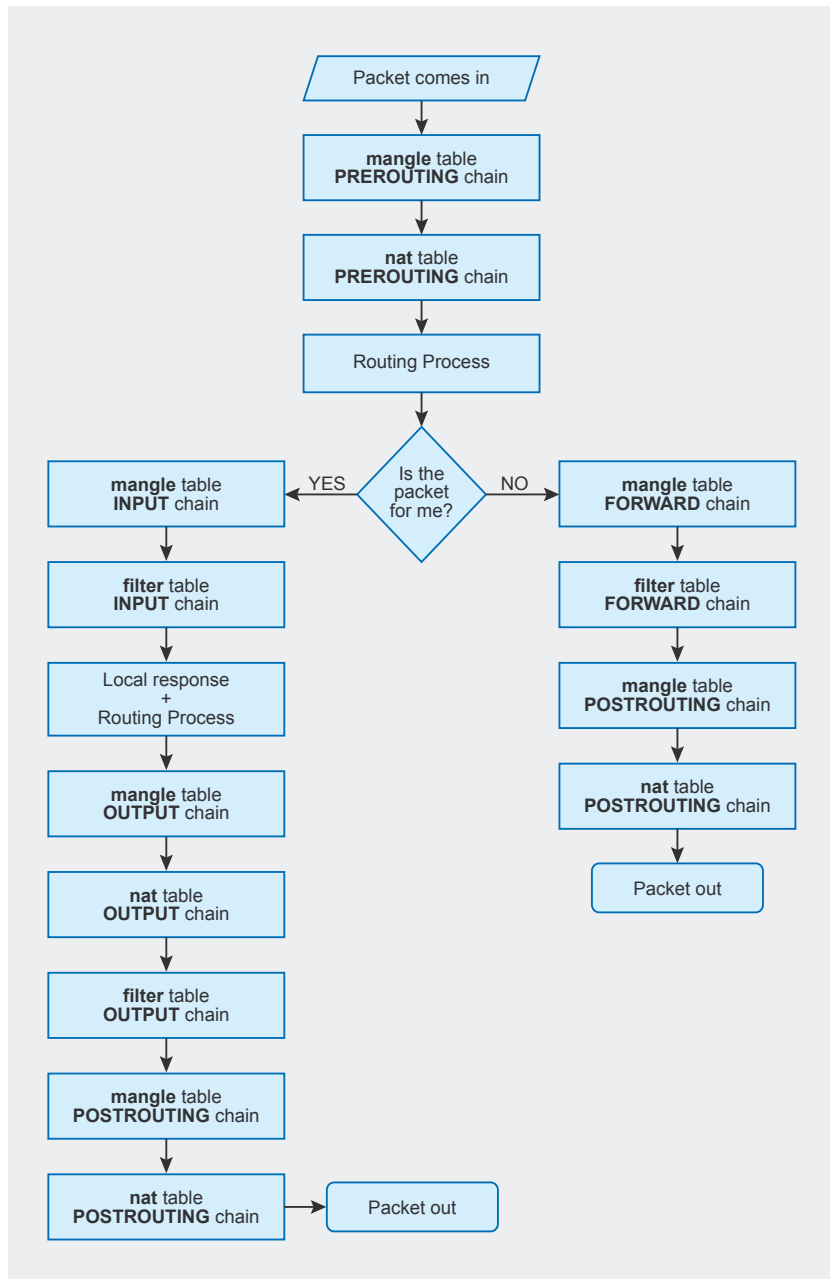 Packet comes in
mangle table
PREROUTING chain
nat table
PREROUTING chain
Routing Process
Is the
packet
for me?
YES
NO
mangle table
INPUT chain
filter table
INPUT chain
Local response
+
Routing Process
mangle table
OUTPUT chain
nat table
OUTPUT chain
filter table
OUTPUT chain
mangle table
POSTROUTING chain
nat table
POSTROUTING chain
Packet out
mangle table
FORWARD chain
filter table
FORWARD chain
mangle table
POSTROUTING chain
nat table
POSTROUTING chain
Packet out